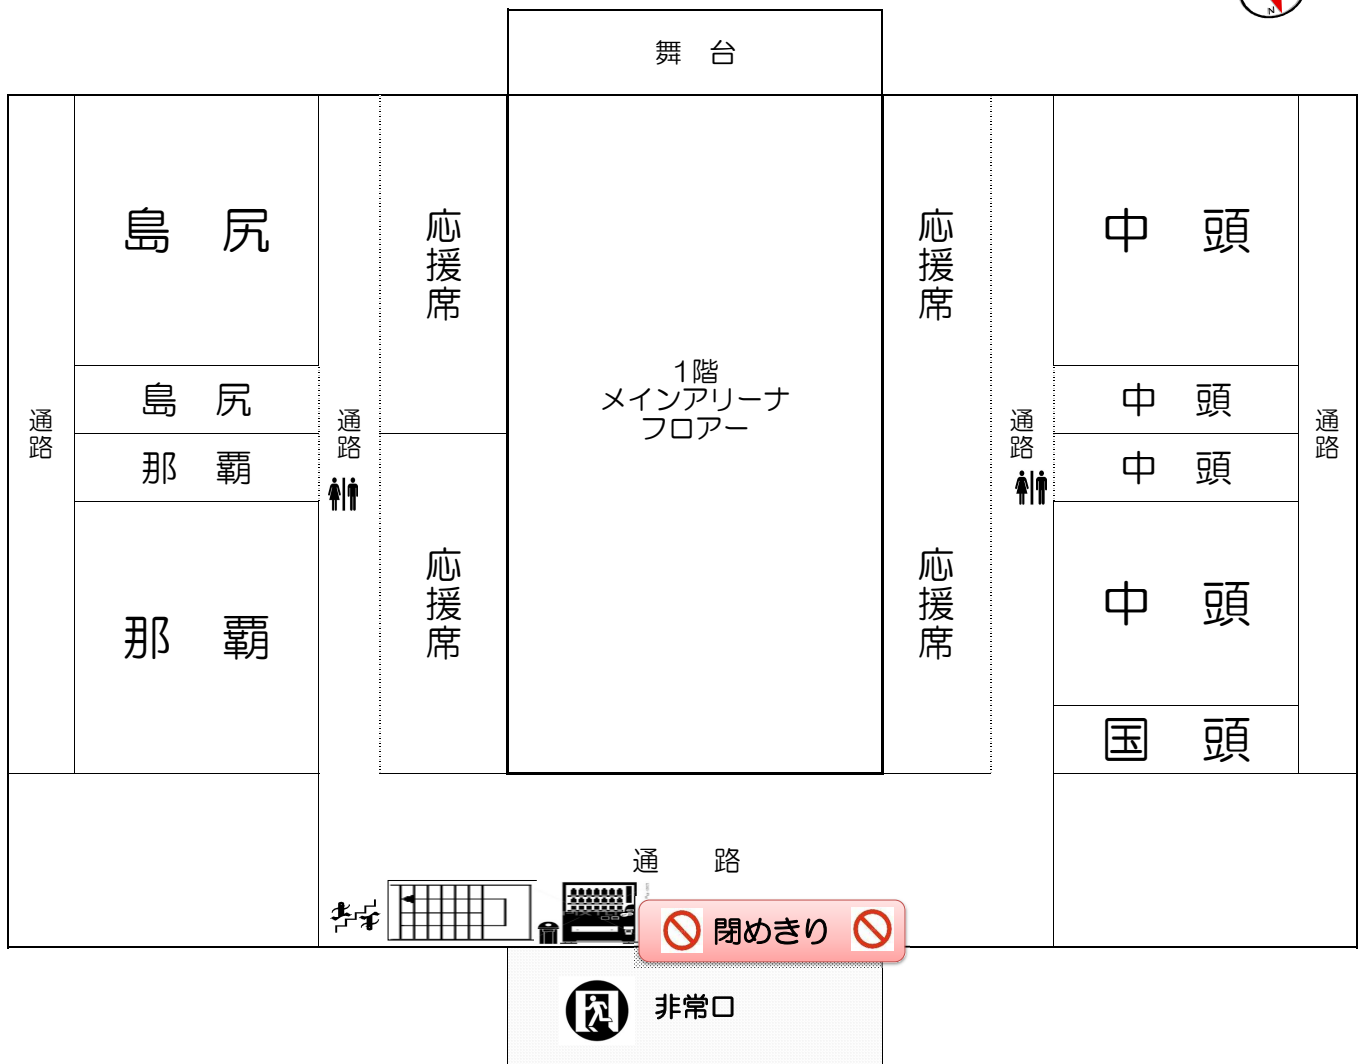 N
舞 台
島 尻
応援席
応援席
中 頭
1階
メインアリーナ
フロアー
島 尻
中 頭
通路
通路
通路
通路
那 覇
中 頭
那 覇
応援席
応援席
中 頭
国 頭
通 路
閉めきり
非常口